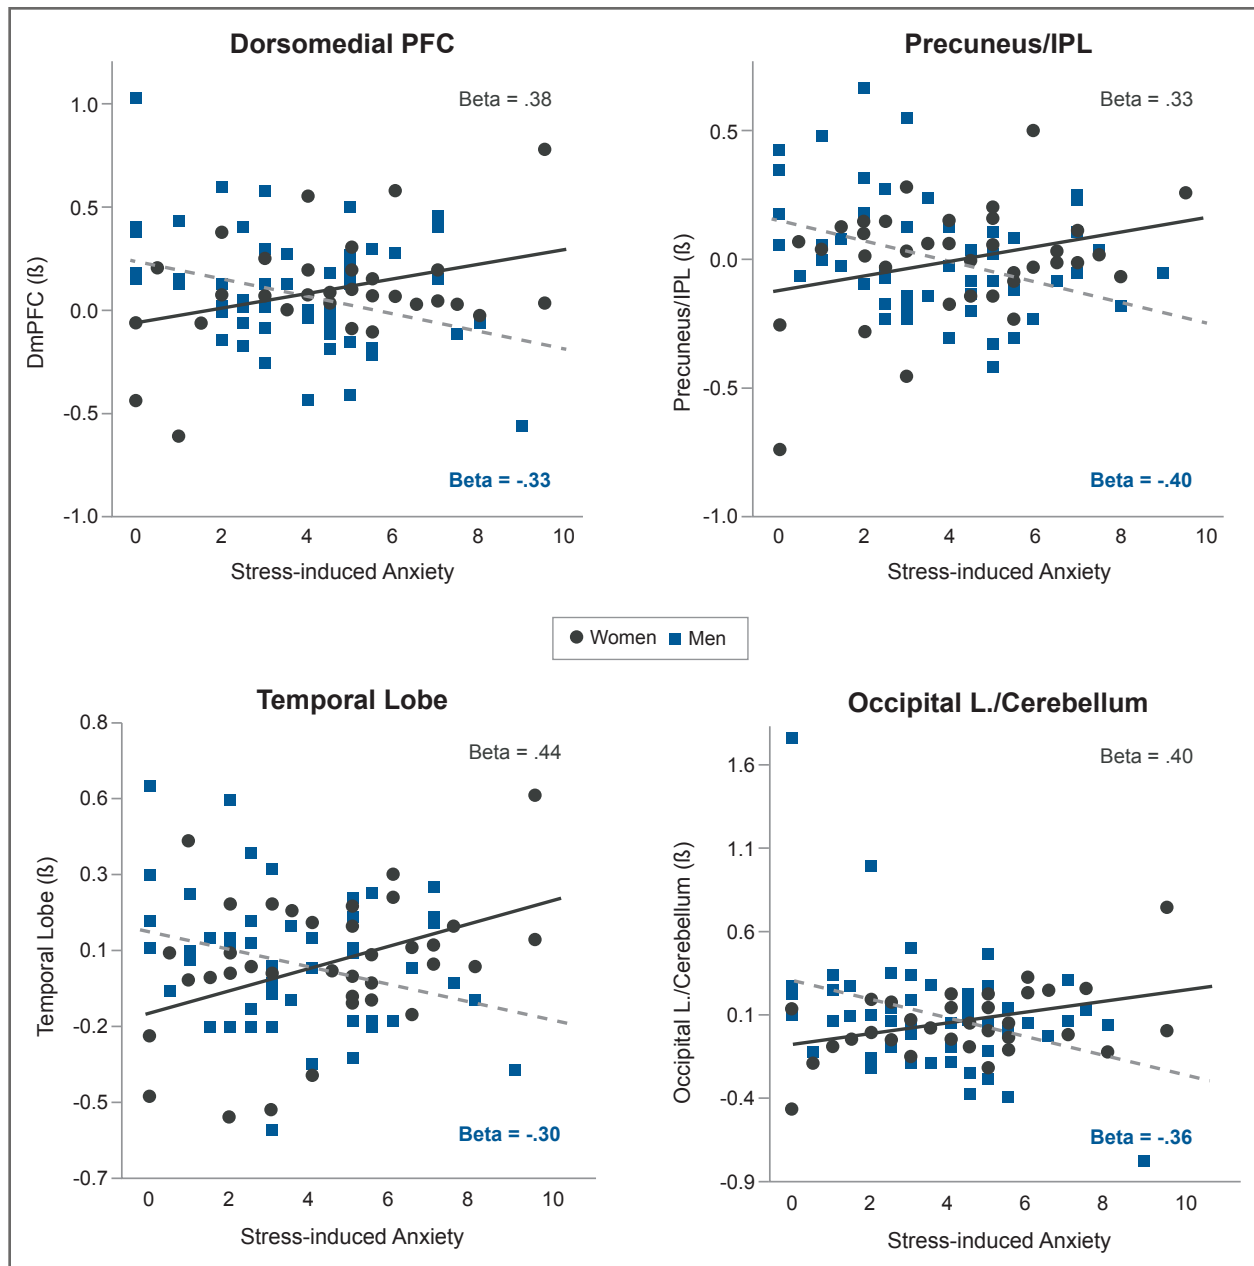 Dorsomedial PFC
Beta = .38
DmPFC (ß)
1.0
0.5
0.0
-0.5
-1.0
Beta = -.33
0 2 4 6 8 10
Stress-induced Anxiety
Precuneus/IPL
Beta = .33
Precuneus/IPL (ß)
0.5
0.0
-0.5
-1.0
Beta = -.40
0 2 4 6 8 10
Stress-induced Anxiety
Women Men
Temporal Lobe
Beta = .44
Temporal Lobe (ß)
0.8
0.6
0.3
0.1
-0.2
-0.5
-0.7
Beta = -.30
0 2 4 6 8 10
Stress-induced Anxiety
Occipital L./Cerebellum
Beta = .40
Occipital L./Cerebellum (ß)
1.6
1.1
0.6
0.1
-0.4
-0.9
Beta = -.36
0 2 4 6 8 10
Stress-induced Anxiety